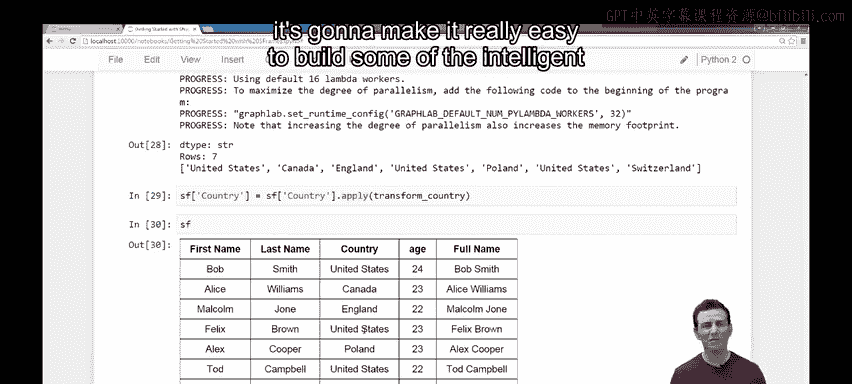 GPT中英字幕课程资源@bilibili.com
it's gonna make it really easy
to build some of the intelligent
localhost:10090/notebooks/Getting%20Started%20with%20SFra
File Edit View Python 2
PROGRESS: Using default 16 lambda workers.
PROGRESS: To maximize the degree of parallelism, add the following code to the beginning of the progra
m:
PROGRESS: "graphlab.set_runtime_config('GRAPHLAB_DEFAULT_NUM_PYLAMBDA_WORKERS', 32)"
PROGRESS: Note that increasing the degree of parallelism also increases the memory footprint.
Out[28]: dtype: str
Rows: 7
['United States', 'Canada', 'England', 'United States', 'Poland', 'United States', 'Switzerland']
In [29]: sf['Country'] = sf['Country'].apply(transform_country)
In [30]: sf
Out[30]: First Name Last Name Country age Full Name
Bob Smith United States 24 Bob Smith
Alice Williams Canada 23 Alice Williams
Malcolm Jone England 22 Malcolm Jone
Felix Brown United States 23 Felix Brown
Alex Cooper Poland 23 Alex Cooper
Tod Campbell United States 22 Tod Campbell